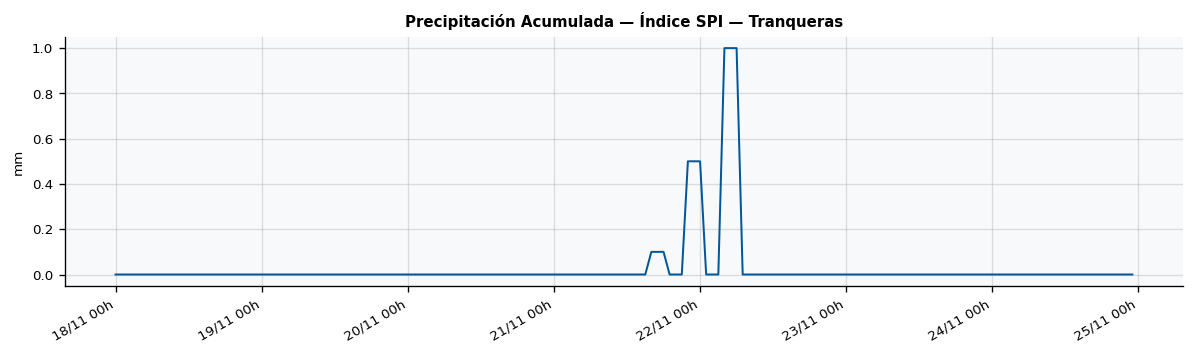 Precipitación Acumulada — Índice SPI — Tranqueras
mm
1.0
0.8
0.6
0.4
0.2
0.0
18/11 00h
19/11 00h
20/11 00h
21/11 00h
22/11 00h
23/11 00h
24/11 00h
25/11 00h